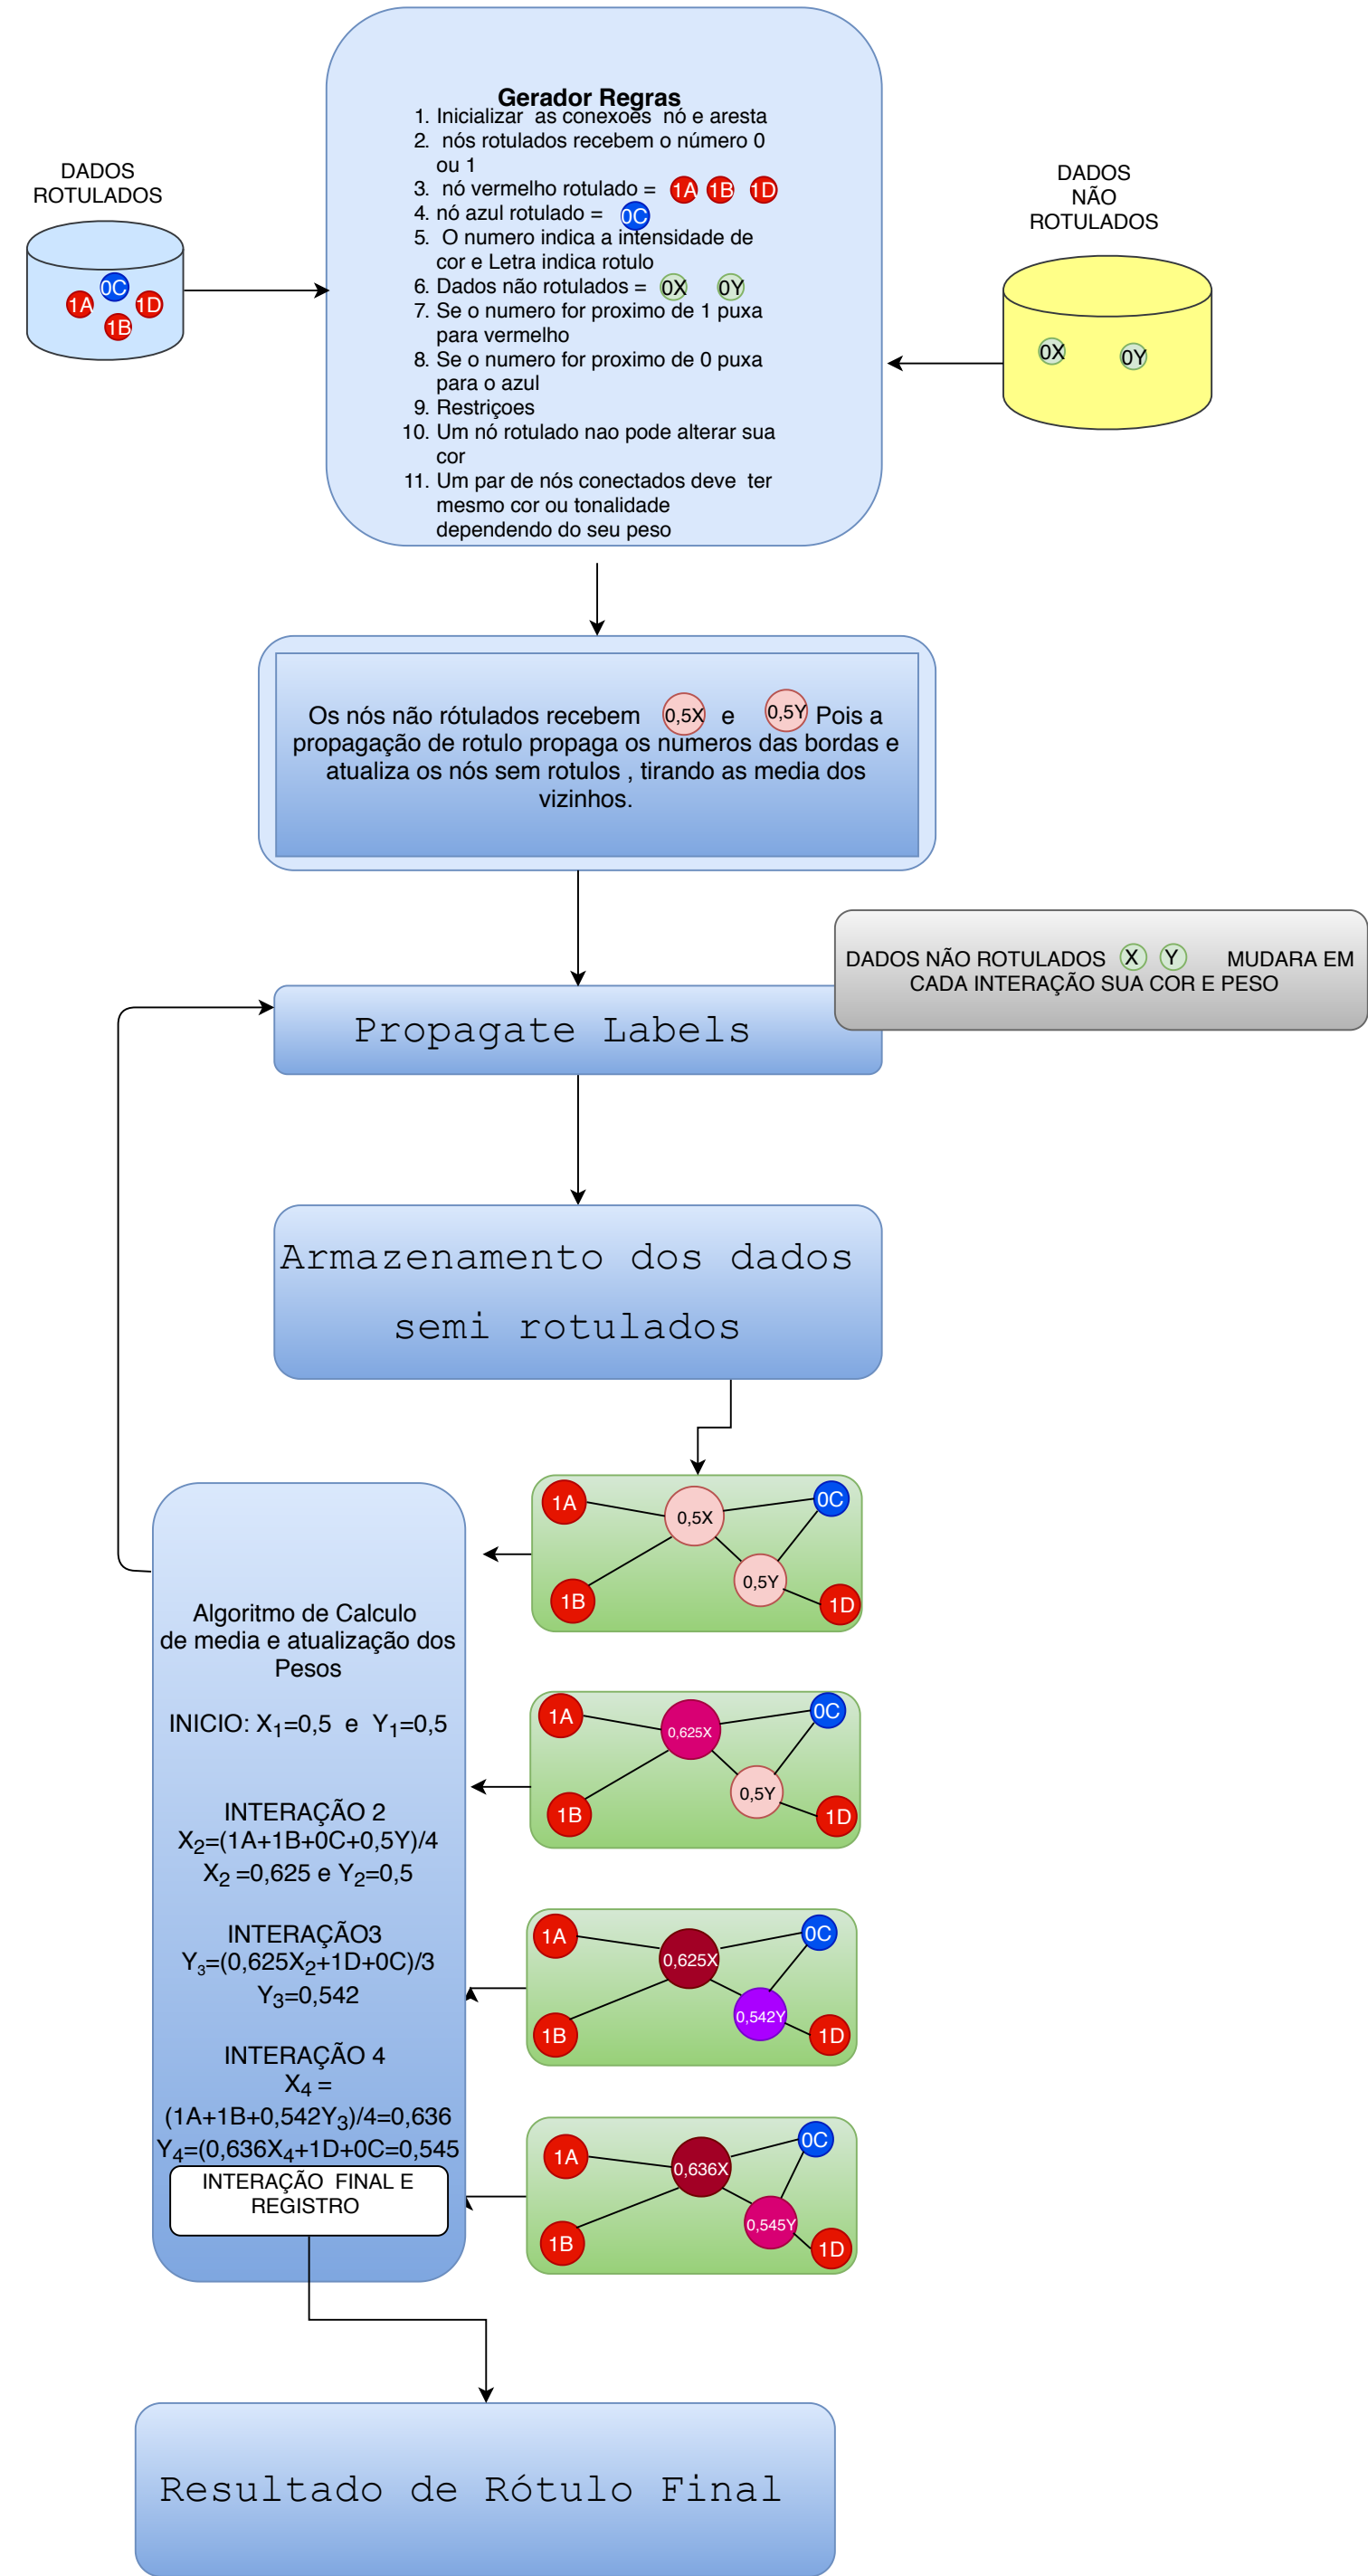 Gerador Regras
1. Inicializar as conexoes nó e aresta
2. nós rotulados recebem o número 0
ou 1
3. nó vermelho rotulado = 1A 1B 1D
4. nó azul rotulado = 0C
5. O numero indica a intensidade de
cor e Letra indica rotulo
6. Dados não rotulados = 0X 0Y
7. Se o numero for proximo de 1 puxa
para vermelho
8. Se o numero for proximo de 0 puxa
para o azul
9. Restriçoes
10. Um nó rotulado nao pode alterar sua
cor
11. Um par de nós conectados deve ter
mesmo cor ou tonalidade
dependendo do seu peso
DADOS
ROTULADOS
0C
1A
1D
1B
DADOS
NÃO
ROTULADOS
0X
0Y
Os nós não rótulados recebem 0,5X e 0,5Y Pois a
propagação de rotulo propaga os numeros das bordas e
atualiza os nós sem rotulos , tirando as media dos
vizinhos.
DADOS NÃO ROTULADOS X Y MUDARA EM
CADA INTERAÇÃO SUA COR E PESO
Propagate Labels
Armazenamento dos dados
semi rotulados
1A
0,5X
0C
0,5Y
1B
1D
Algoritmo de Calculo
de media e atualização dos
Pesos
INICIO: X1=0,5 e Y1=0,5
INTERAÇÃO 2
X2=(1A+1B+0C+0,5Y)/4
X2 =0,625 e Y2=0,5
INTERAÇÃO3
Y3=(0,625X2+1D+0C)/3
Y3=0,542
INTERAÇÃO 4
X4 =
(1A+1B+0,542Y3)/4=0,636
Y4=(0,636X4+1D+0C=0,545
INTERAÇÃO FINAL E
REGISTRO
1A
0,625X
0C
0,5Y
1B
1D
1A
0,625X
0C
0,542Y
1B
1D
1A
0,636X
0C
0,545Y
1B
1D
Resultado de Rótulo Final